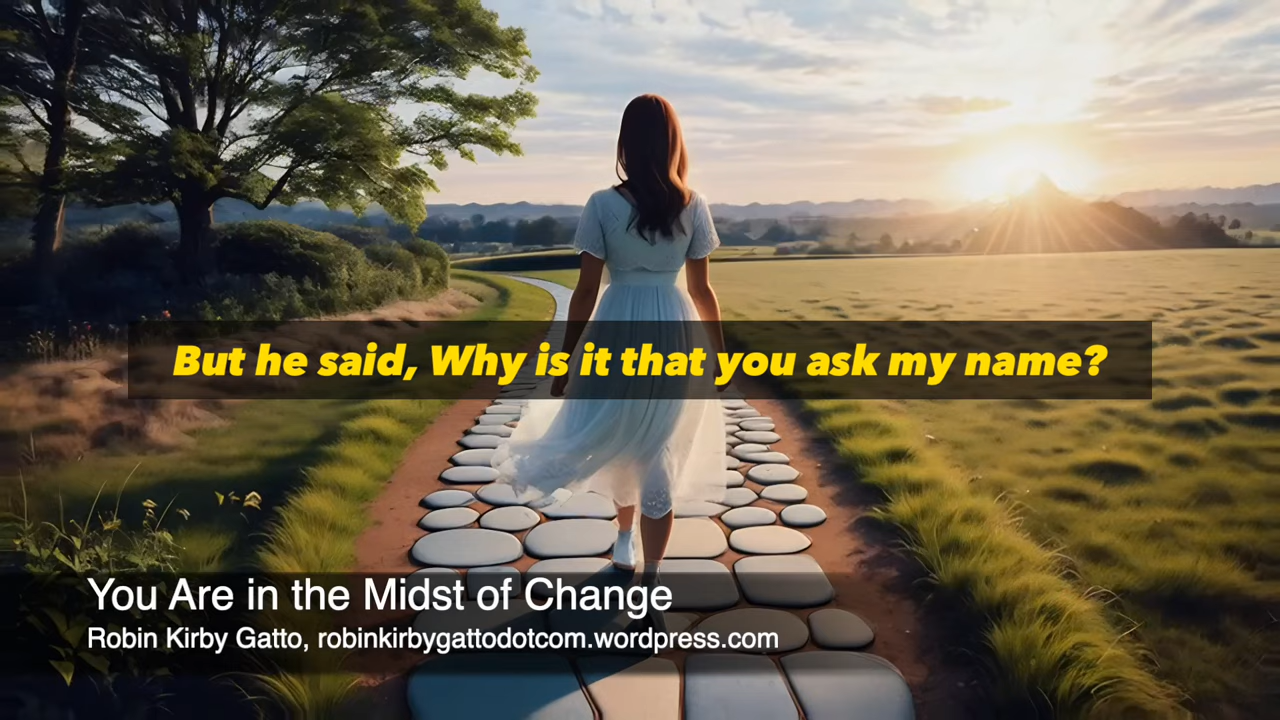 But he said, Why is it that you ask my name?
You Are in the Midst of Change
Robin Kirby Gatto, robinkirbygattodotcom.wordpress.com